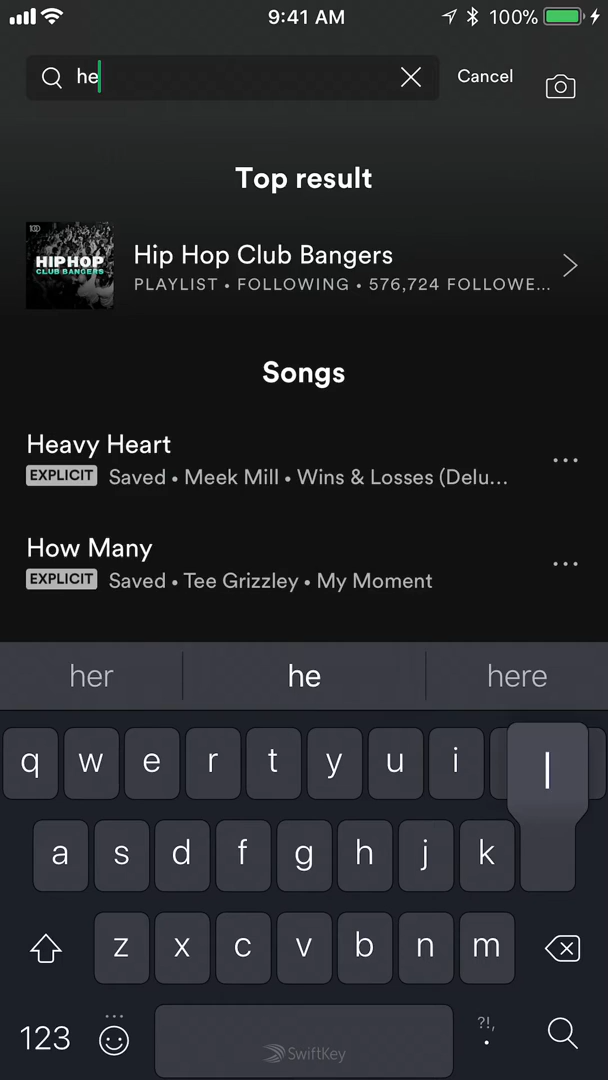 9:41 AM 100%
he Cancel
Top result
HIPHOP
CLUB BANGERS
Hip Hop Club Bangers
PLAYLIST • FOLLOWING • 576,724 FOLLOWE...
Songs
Heavy Heart
EXPLICIT Saved • Meek Mill • Wins & Losses (Delu...
How Many
EXPLICIT Saved • Tee Grizzley • My Moment
her he here
q w e r t y u i l
a s d f g h j k
z x c v b n m
123 SwiftKey ?!, .